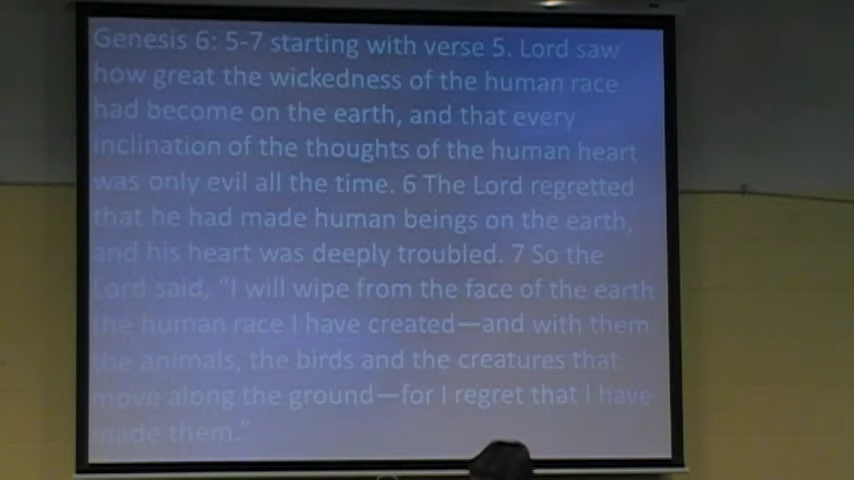 Genesis 6: 5-7 starting with verse 5. Lord saw
how great the wickedness of the human race
had become on the earth, and that every
inclination of the thoughts of the human heart
was only evil all the time. 6 The Lord regretted
that he had made human beings on the earth,
and his heart was deeply troubled. 7 So the
Lord said, “I will wipe from the face of the earth
the human race I have created—and with them
the animals, the birds and the creatures that
move along the ground—for I regret that I have
made them.”